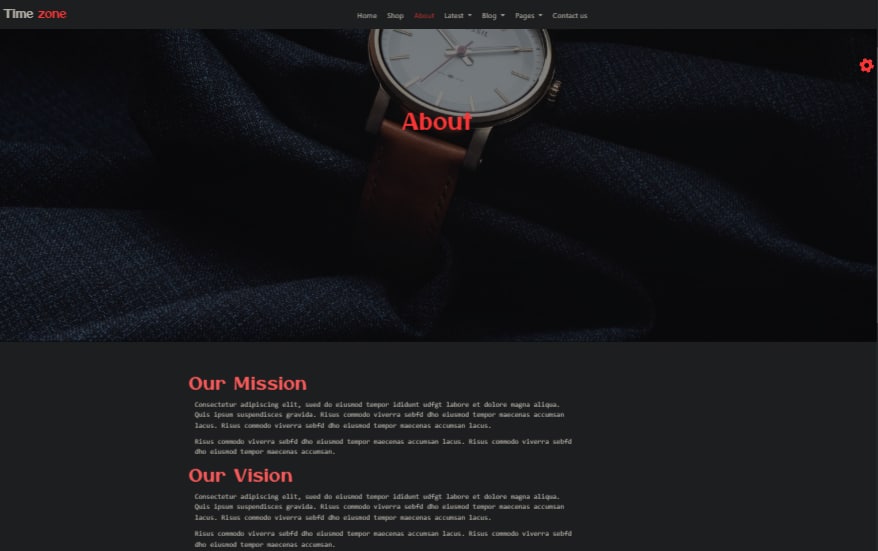 Time zone
Home Shop About Latest Blog Pages Contact us
About
Our Mission
Consectetur adipiscing elit, sued do eiusmod tempor ididunt udfgt labore et dolore magna aliqua.
Quis ipsum suspendisces gravida. Risus commodo viverra sebfd dho eiusmod tempor maecenas accumsan
lacus. Risus commodo viverra sebfd dho eiusmod tempor maecenas accumsan lacus.
Risus commodo viverra sebfd dho eiusmod tempor maecenas accumsan lacus. Risus commodo viverra sebfd
dho eiusmod tempor maecenas accumsan.
Our Vision
Consectetur adipiscing elit, sued do eiusmod tempor ididunt udfgt labore et dolore magna aliqua.
Quis ipsum suspendisces gravida. Risus commodo viverra sebfd dho eiusmod tempor maecenas accumsan
lacus. Risus commodo viverra sebfd dho eiusmod tempor maecenas accumsan lacus.
Risus commodo viverra sebfd dho eiusmod tempor maecenas accumsan lacus. Risus commodo viverra sebfd
dho eiusmod tempor maecenas accumsan.